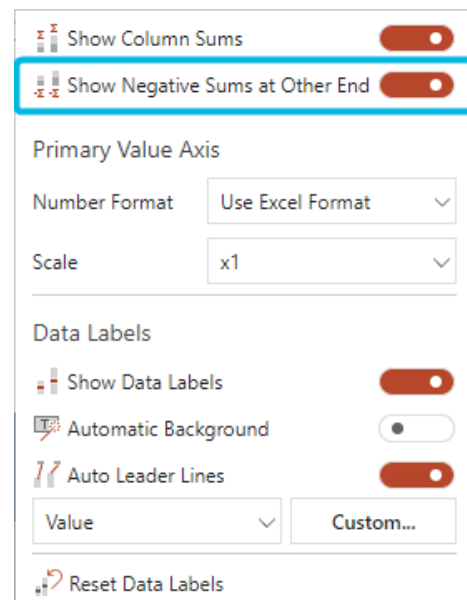 Show Column Sums
Show Negative Sums at Other End
Primary Value Axis
Number Format Use Excel Format
Scale x1
Data Labels
Show Data Labels
Automatic Background
Auto Leader Lines
Value Custom...
Reset Data Labels